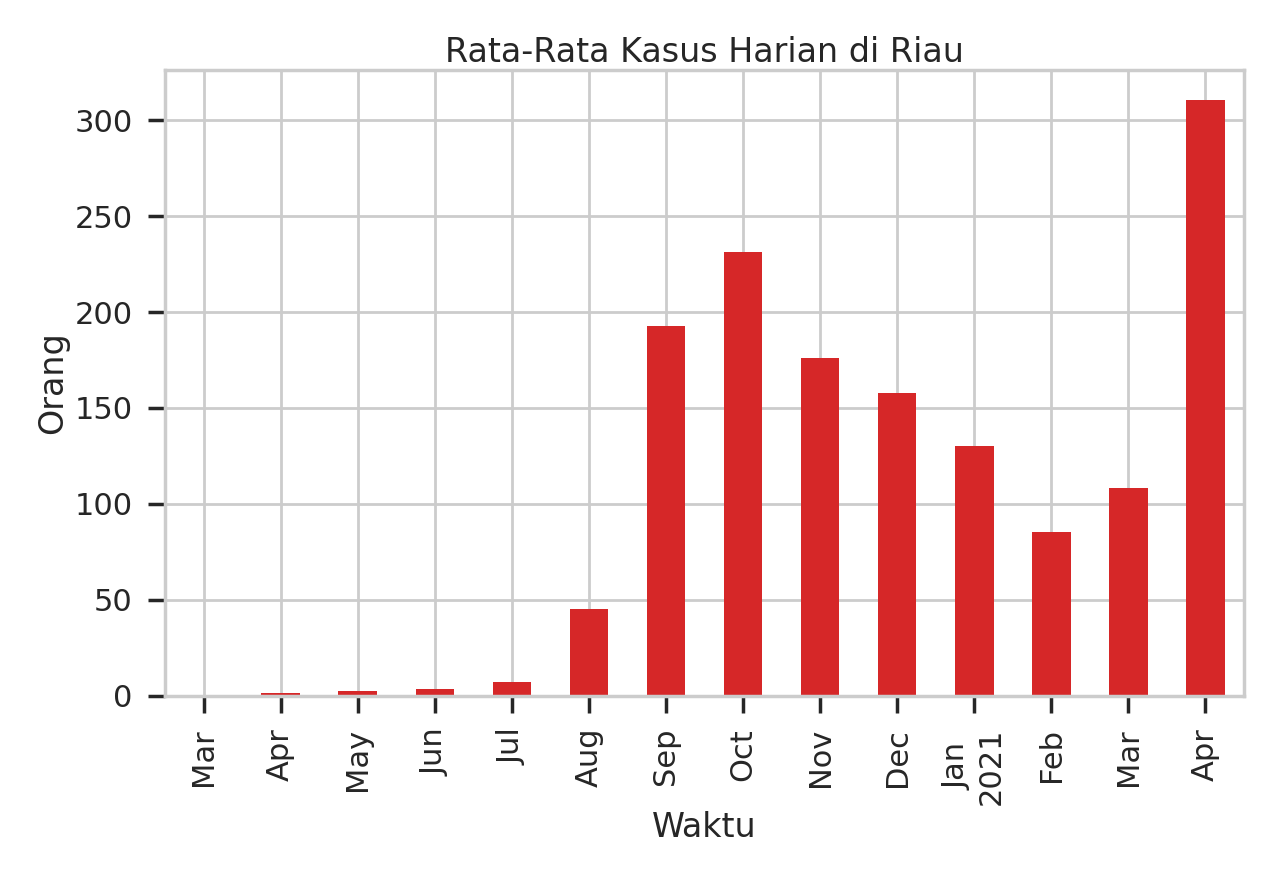 Rata-Rata Kasus Harian di Riau
Orang
300
250
200
150
100
50
0
Mar
Apr
May
Jun
Jul
Aug
Sep
Oct
Nov
Dec
Jan
2021
Feb
Mar
Apr
Waktu